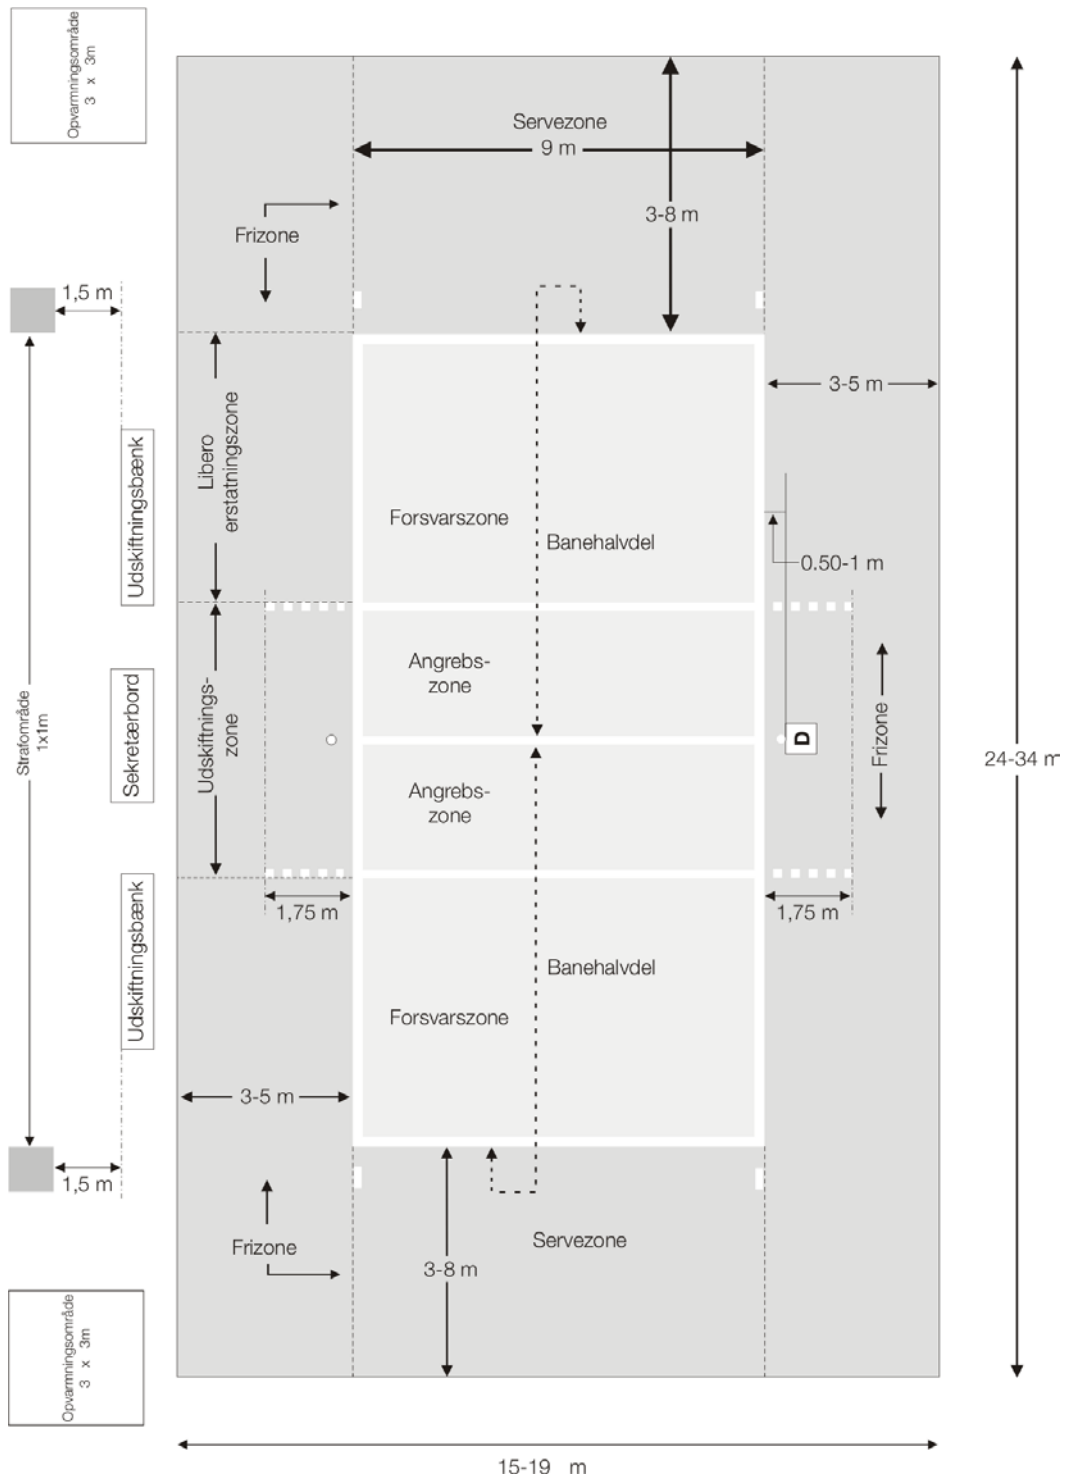 Opvarmningsområde
3 x 3m
Servezone
9 m
3-8 m
Frizone
1,5 m
3-5 m
Libero
erstatningszone
Udskiftningsbænk
Forsvarszone
Banehalvdel
0.50-1 m
Angrebs-
zone
Strafområde
1x1m
Sekretærbord
Udskiftnings-
zone
D
Frizone
24-34 m
Angrebs-
zone
1,75 m
1,75 m
Udskiftningsbænk
Banehalvdel
Forsvarszone
3-5 m
1,5 m
Servezone
Frizone
3-8 m
Opvarmningsområde
3 x 3m
15-19 m